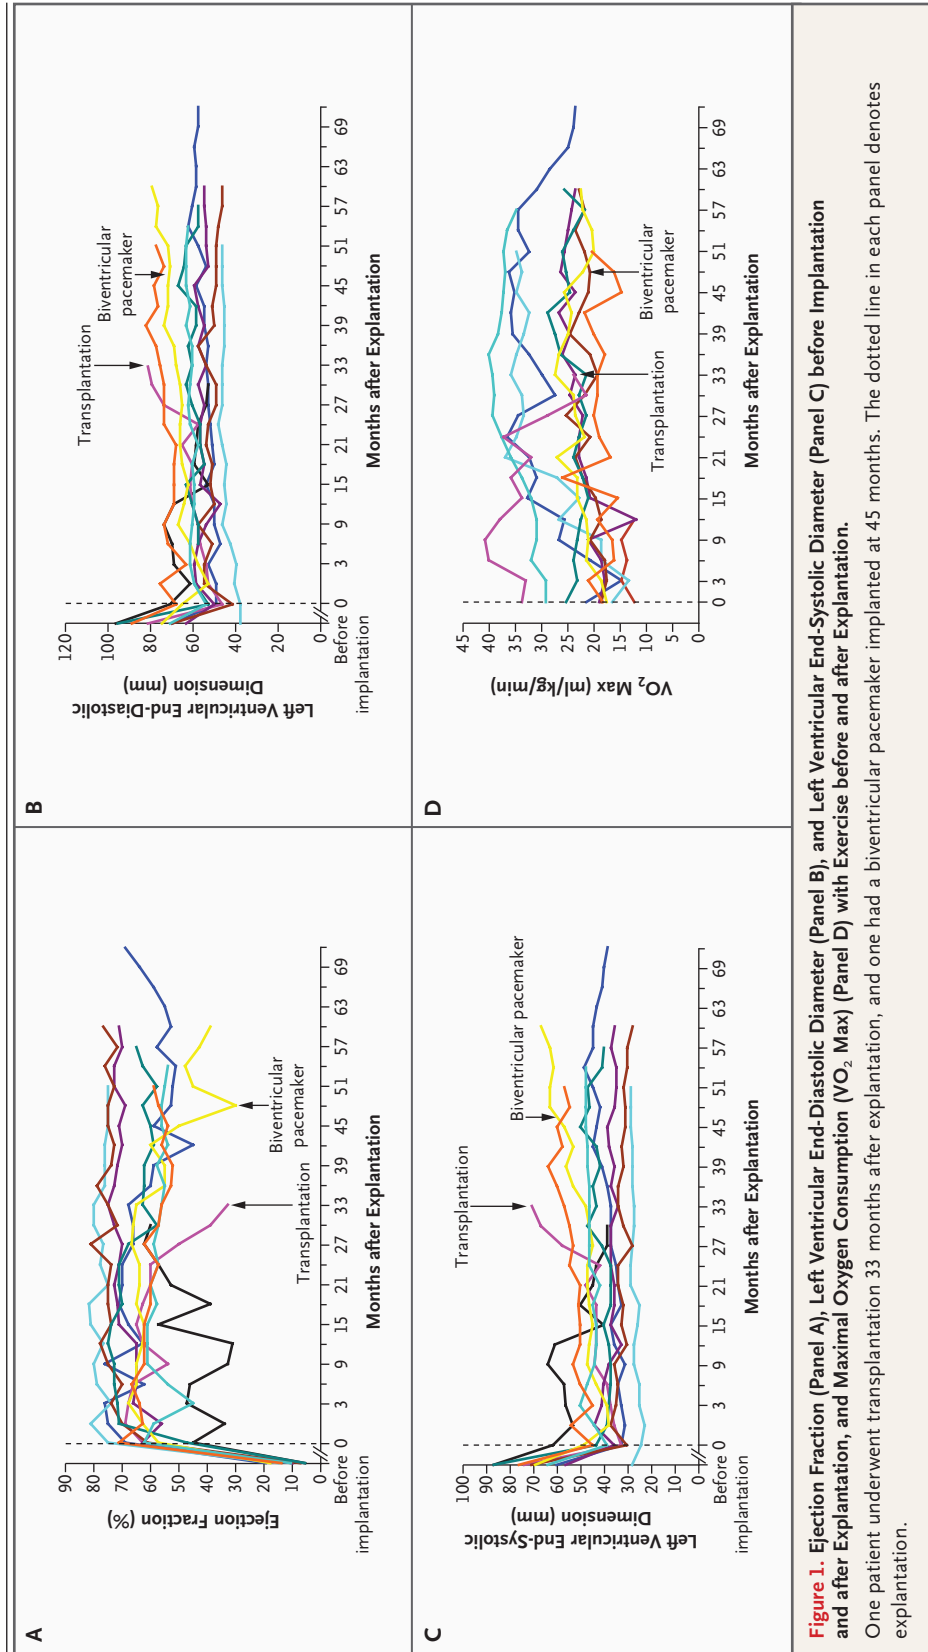 A
90
80
70
60
50
40
30
20
10
0
Ejection Fraction (%)
Before
implantation
0
3
9
15
21
27
33
39
45
51
57
63
69
Months after Explantation
Transplantation
Biventricular
pacemaker
B
120
100
80
60
40
20
0
Left Ventricular End-Diastolic
Dimension (mm)
Before
implantation
0
3
9
15
21
27
33
39
45
51
57
63
69
Months after Explantation
Transplantation
Biventricular
pacemaker
C
100
90
80
70
60
50
40
30
20
10
0
Left Ventricular End-Systolic
Dimension (mm)
Before
implantation
0
3
9
15
21
27
33
39
45
51
57
63
69
Months after Explantation
Transplantation
Biventricular pacemaker
D
45
40
35
30
25
20
15
10
5
0
VO₂ Max (ml/kg/min)
0
3
9
15
21
27
33
39
45
51
57
63
69
Months after Explantation
Transplantation
Biventricular
pacemaker
Figure 1. Ejection Fraction (Panel A), Left Ventricular End-Diastolic Diameter (Panel B), and Left Ventricular End-Systolic Diameter (Panel C) before Implantation
and after Explantation, and Maximal Oxygen Consumption (VO₂ Max) (Panel D) with Exercise before and after Explantation.
One patient underwent transplantation 33 months after explantation, and one had a biventricular pacemaker implanted at 45 months. The dotted line in each panel denotes
explantation.